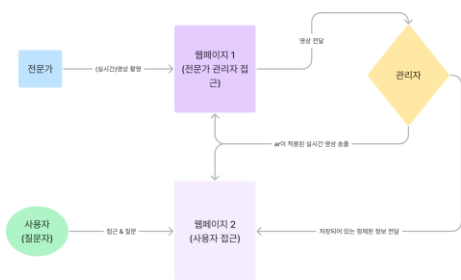 영상 전달
웹페이지 1
(전문가 관리자 접
근)
전문가
(실시간)영상 촬영
관리자
ar이 적용된 실시간 영상 송출
사용자
(질문자)
접근 & 질문
웹페이지 2
(사용자 접근)
저장되어 있는 정제된 정보 전달